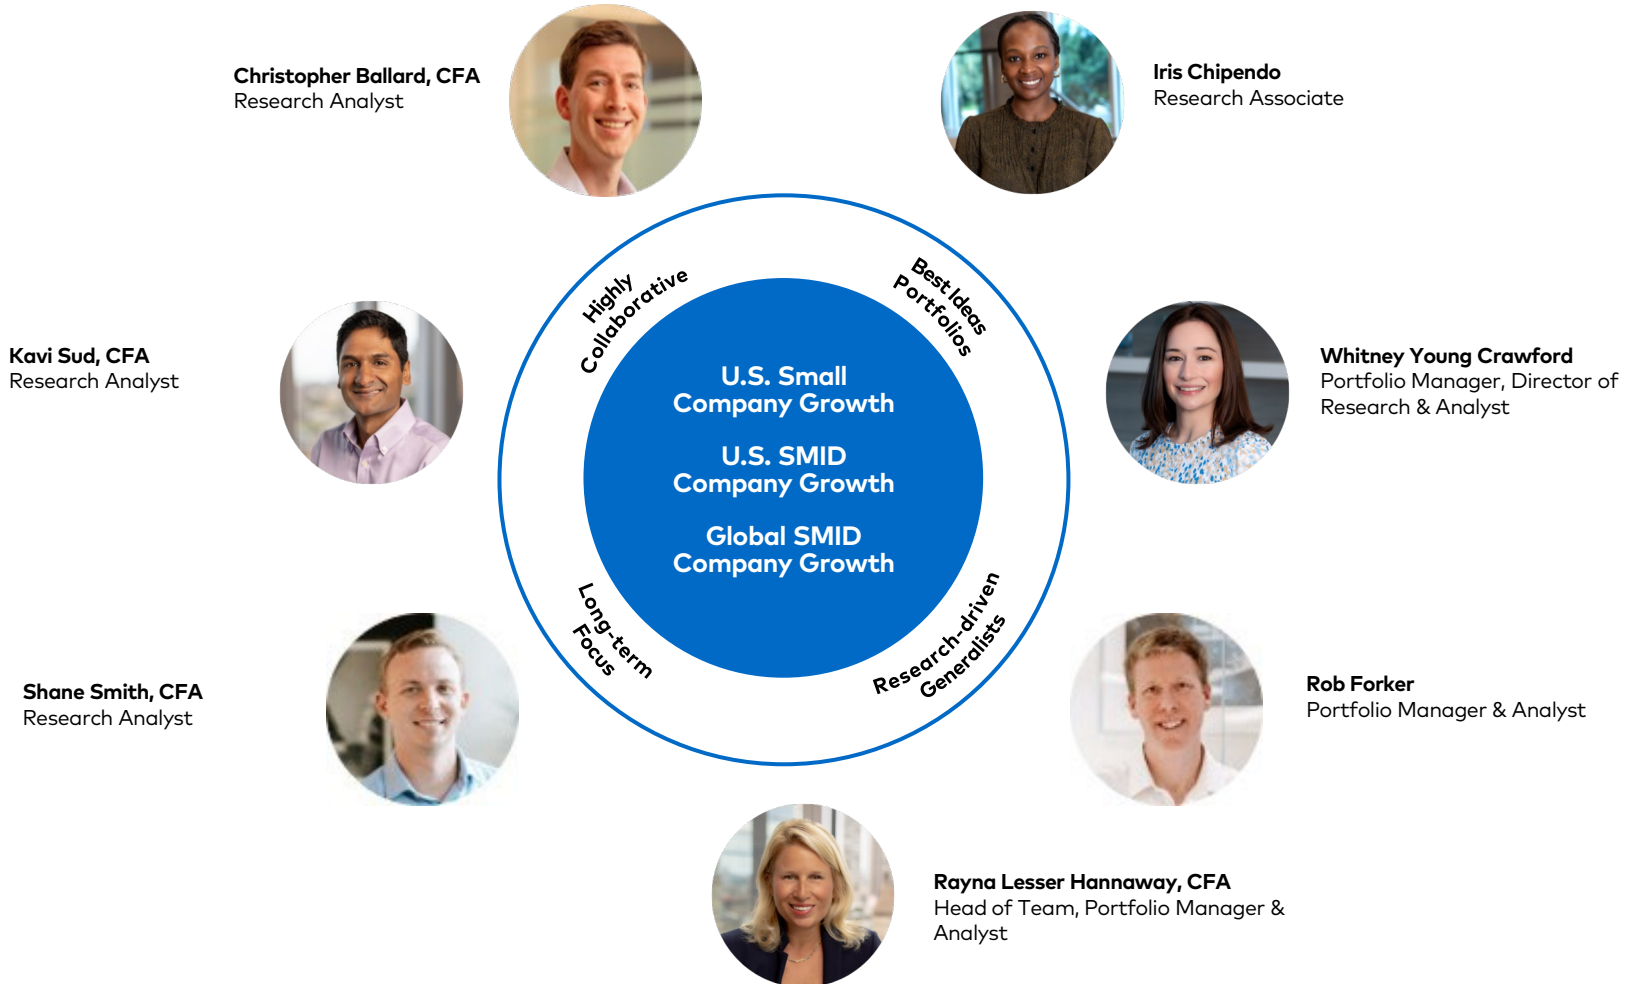 Christopher Ballard, CFA
Research Analyst
Iris Chipendo
Research Associate
Highly
Collaborative
Best Ideas
Portfolios
Kavi Sud, CFA
Research Analyst
U.S. Small
Company Growth
U.S. SMID
Company Growth
Global SMID
Company Growth
Whitney Young Crawford
Portfolio Manager, Director of
Research & Analyst
Long-term
Focus
Research-driven
Generalists
Shane Smith, CFA
Research Analyst
Rob Forker
Portfolio Manager & Analyst
Rayna Lesser Hannaway, CFA
Head of Team, Portfolio Manager &
Analyst